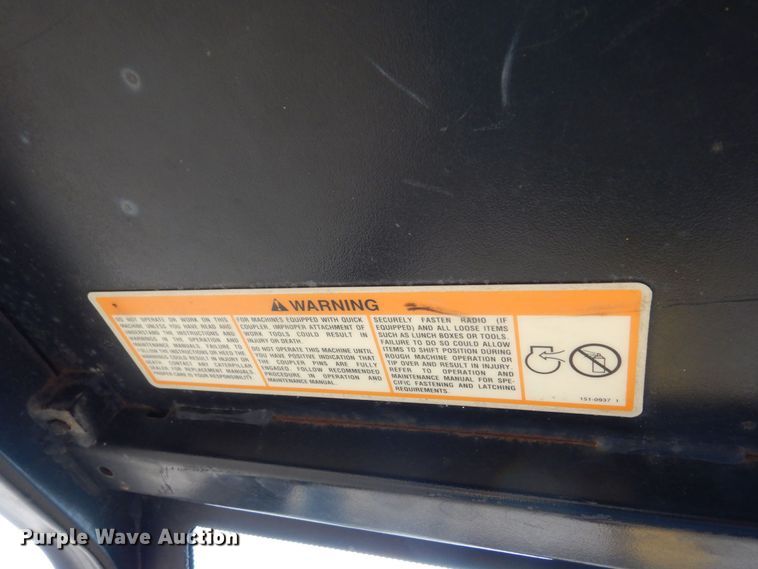 WARNING
DO NOT OPERATE OR WORK ON THIS
MACHINE UNLESS YOU HAVE READ AND
UNDERSTAND THE INSTRUCTIONS AND
WARNINGS IN THE OPERATION AND
MAINTENANCE MANUALS. FAILURE TO
FOLLOW THE INSTRUCTIONS OR HEED THE
WARNINGS COULD RESULT IN INJURY OR
DEATH. CONTACT ANY CATERPILLAR
DEALER FOR REPLACEMENT MANUALS.
PROPER CARE IS YOUR RESPONSIBILITY.
FOR MACHINES EQUIPPED WITH QUICK
COUPLER, IMPROPER ATTACHMENT OF
WORK TOOLS COULD RESULT IN
INJURY OR DEATH.
DO NOT OPERATE THIS MACHINE UNTIL
YOU HAVE POSITIVE INDICATION THAT
THE COUPLER PINS ARE FULLY
ENGAGED. FOLLOW RECOMMENDED
PROCEDURE IN OPERATION AND
MAINTENANCE MANUAL.
SECURELY FASTEN RADIO (IF
EQUIPPED) AND ALL LOOSE ITEMS
SUCH AS LUNCH BOXES OR TOOLS.
FAILURE TO DO SO COULD ALLOW
ITEMS TO SHIFT POSITION DURING
ROUGH MACHINE OPERATION OR
TIP OVER AND RESULT IN INJURY.
REFER TO OPERATION AND
MAINTENANCE MANUAL FOR SPE-
CIFIC FASTENING AND LATCHING
REQUIREMENTS.
151-0937 1
Purple Wave Auction